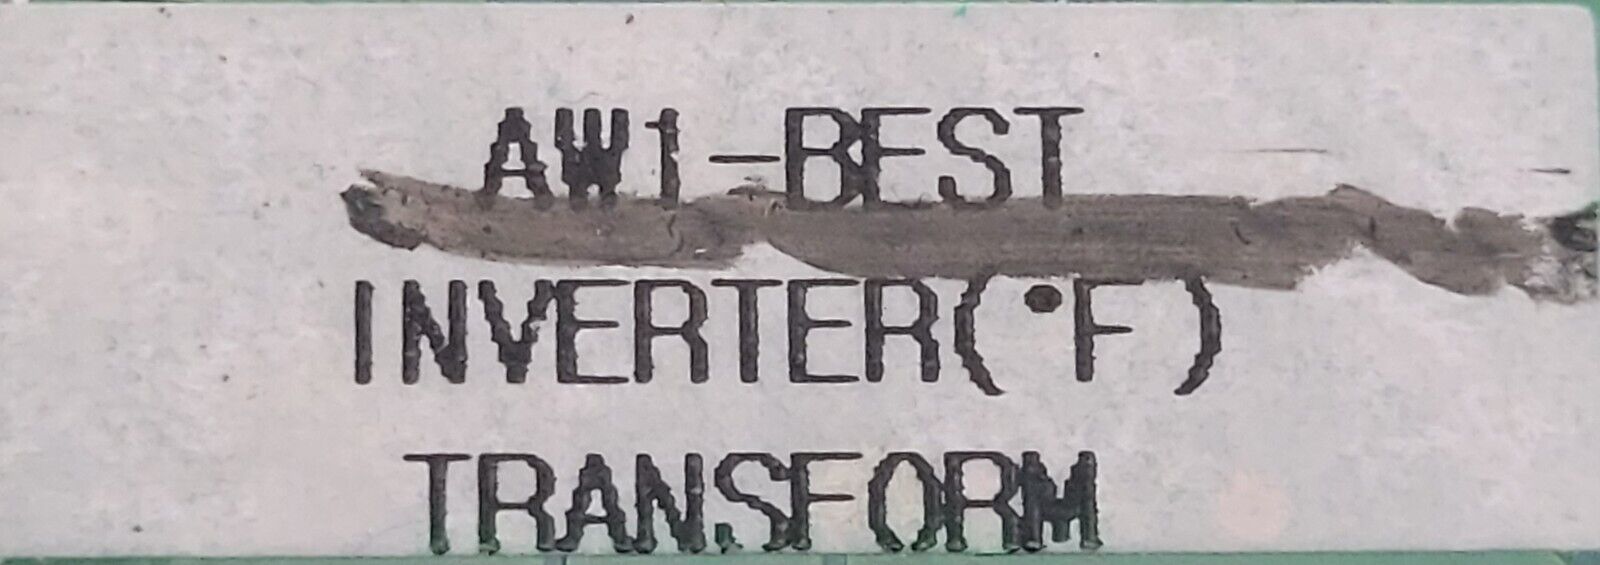 AW1-BEST
INVERTER(°F)
TRANSFORM